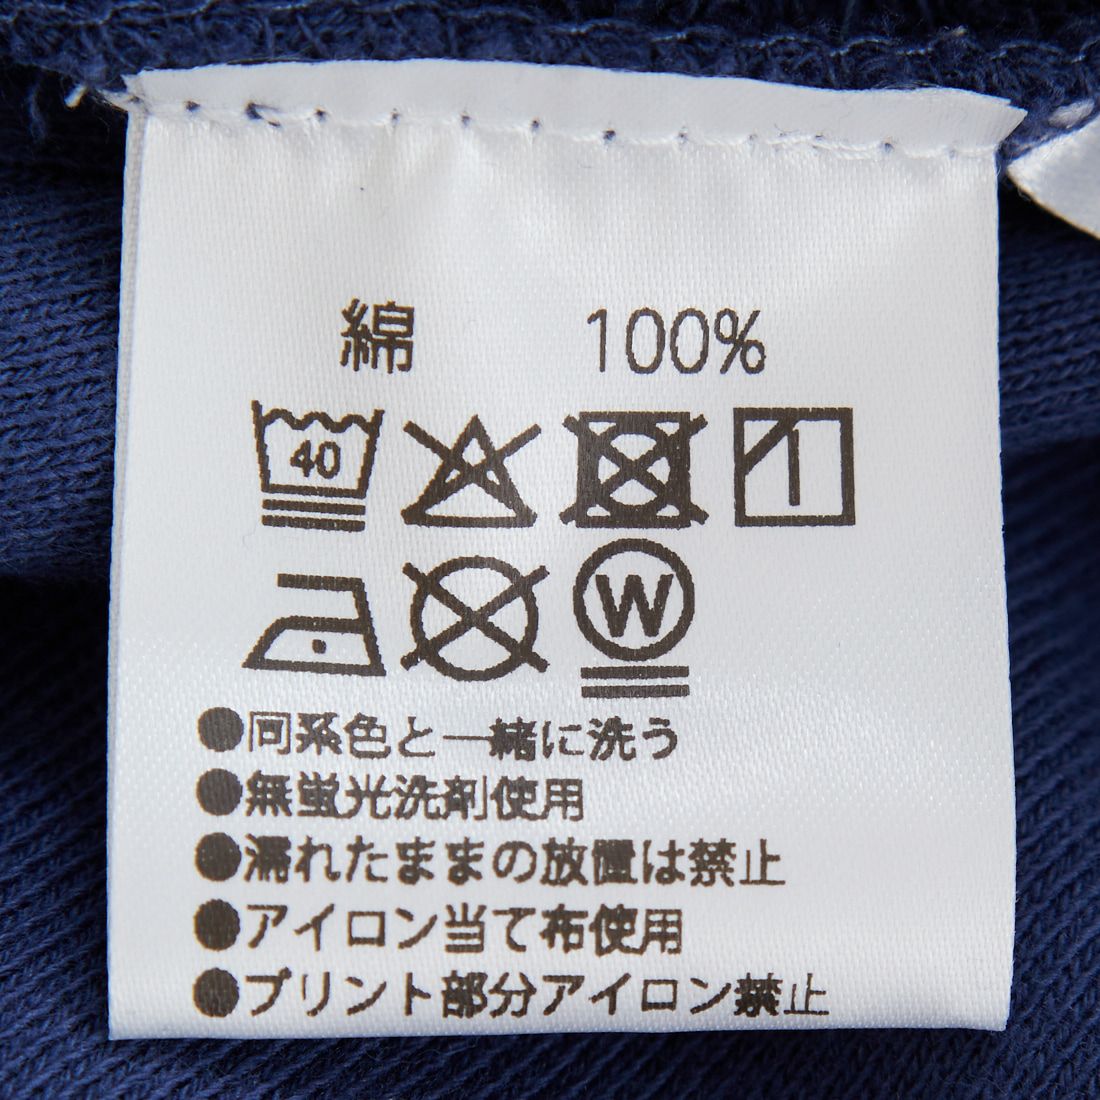 綿 100%
40
W
●同系色と一緒に洗う
●無蛍光洗剤使用
●濡れたままの放置は禁止
●アイロン当て布使用
●プリント部分アイロン禁止